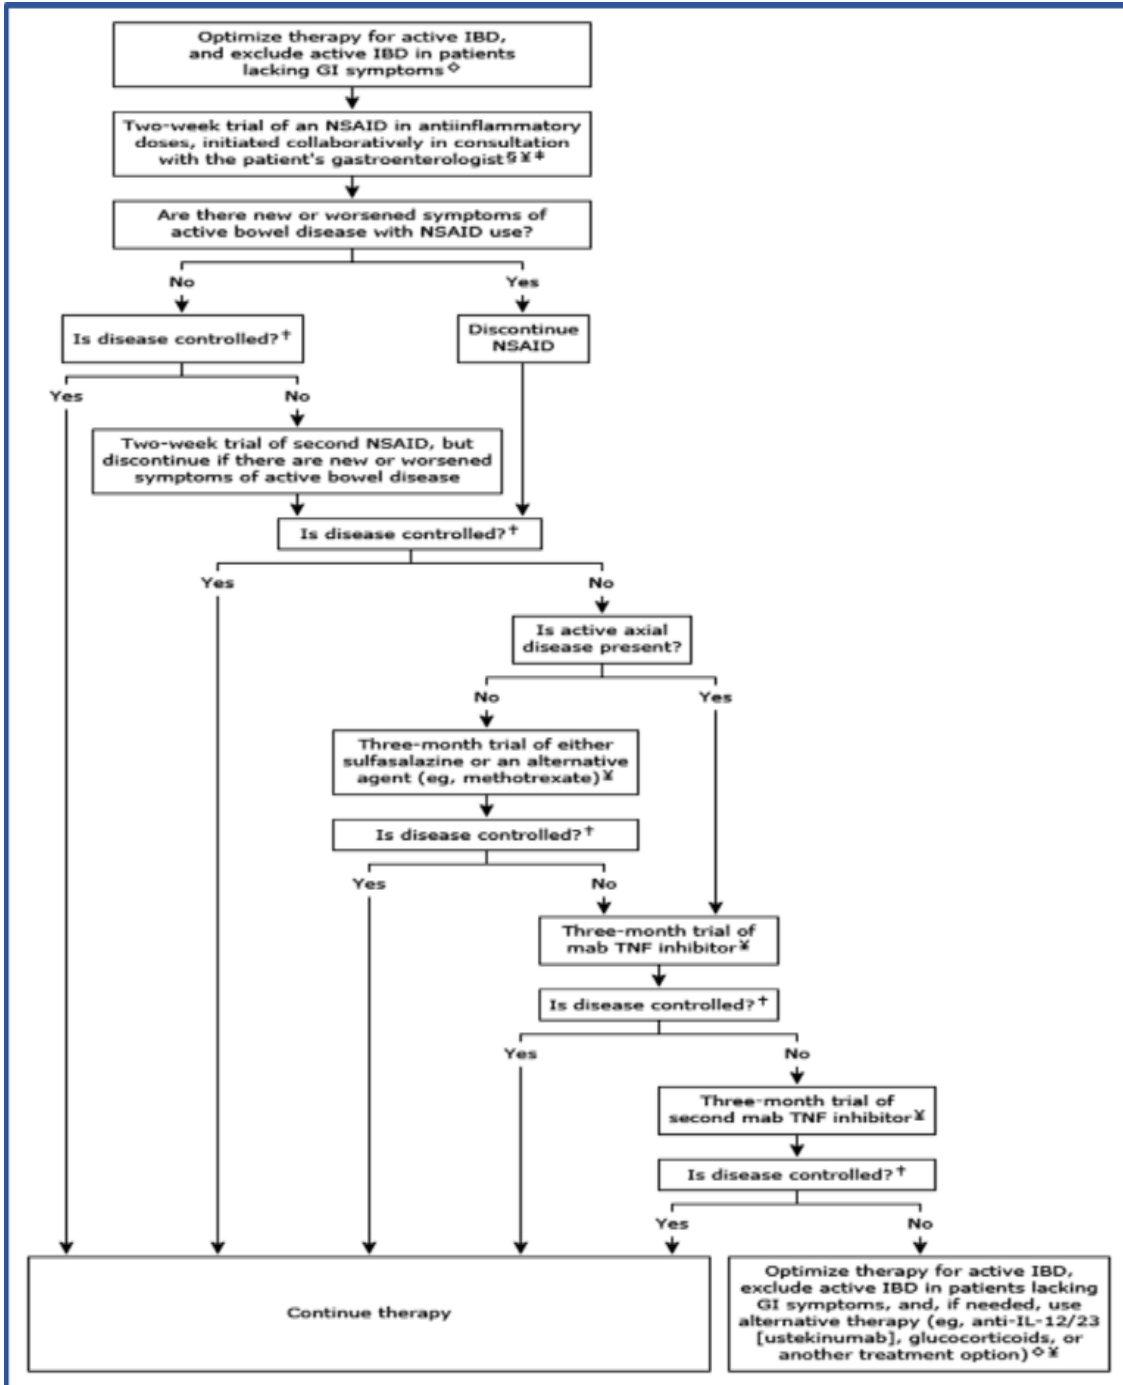 Optimize therapy for active IBD,
and exclude active IBD in patients
lacking GI symptoms◇
Two-week trial of an NSAID in antiinflammatory
doses, initiated collaboratively in consultation
with the patient's gastroenterologist§¥‡
Are there new or worsened symptoms of
active bowel disease with NSAID use?
No
Yes
Is disease controlled?†
Discontinue
NSAID
Yes
No
Two-week trial of second NSAID, but
discontinue if there are new or worsened
symptoms of active bowel disease
Is disease controlled?†
Yes
No
Is active axial
disease present?
No
Yes
Three-month trial of either
sulfasalazine or an alternative
agent (eg, methotrexate)¥
Is disease controlled?†
Yes
No
Three-month trial of
mab TNF inhibitor¥
Is disease controlled?†
Yes
No
Three-month trial of
second mab TNF inhibitor¥
Is disease controlled?†
Yes
No
Continue therapy
Optimize therapy for active IBD,
exclude active IBD in patients lacking
GI symptoms, and, if needed, use
alternative therapy (eg, anti-IL-12/23
[ustekinumab], glucocorticoids, or
another treatment option)◇¥